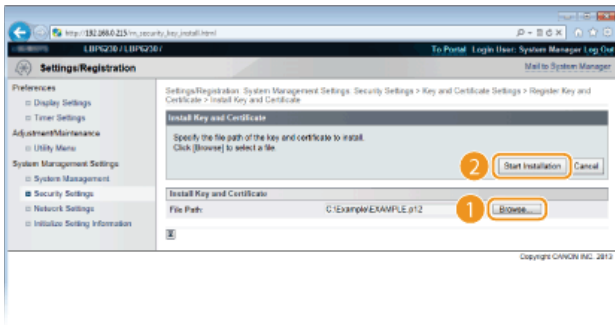 http://192.168.0.215/m_security_key_install.html
LBP6230 / LBP6230 /
To Portal Login User: System Manager Log Out
Settings/Registration
Mail to System Manager
Preferences
Display Settings
Timer Settings
Adjustment/Maintenance
Utility Menu
System Management Settings
System Management
Security Settings
Network Settings
Initialize Setting Information
Settings/Registration: System Management Settings: Security Settings > Key and Certificate Settings > Register Key and
Certificate > Install Key and Certificate
Install Key and Certificate
Specify the file path of the key and certificate to install.
Click [Browse] to select a file.
2
Start Installation
Cancel
Install Key and Certificate
File Path:
C:\Example\EXAMPLE.p12
1
Browse...
Copyright CANON INC. 2013